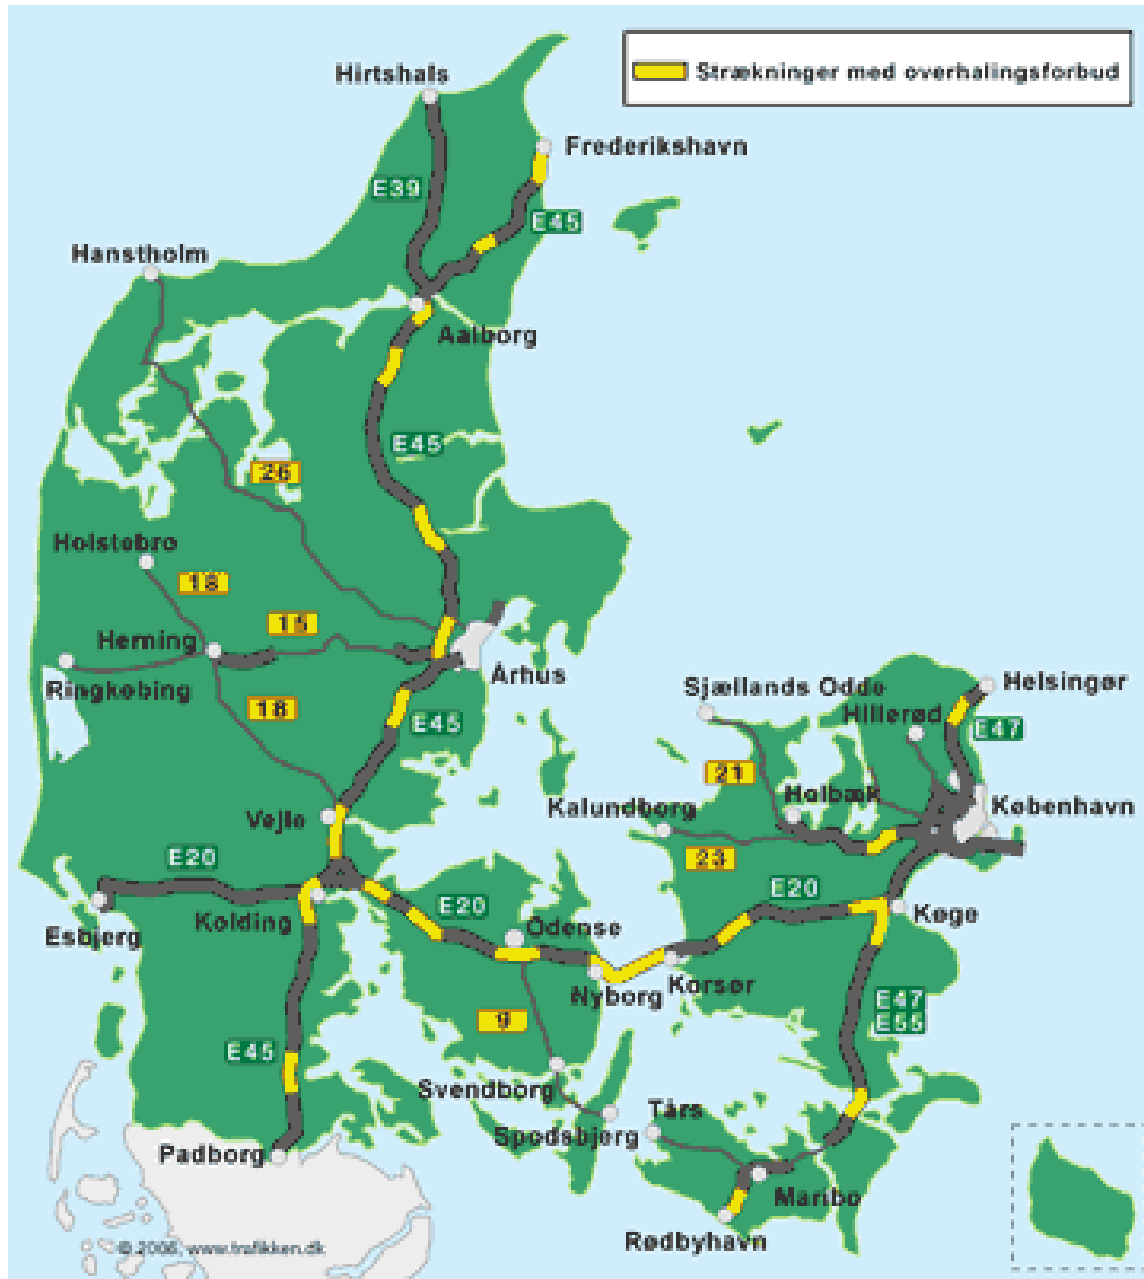 Hirtshals
Strækninger med overhalingsforbud
Frederikshavn
E39
E45
Hanstholm
Aalborg
E45
26
Holstebro
18
15
Herning
Århus
Ringkøbing
18
E45
Sjællands Odde
Helsingør
Hillerød
E47
21
Holbæk
København
Kalundborg
Vejle
23
E20
E20
E20
Kolding
Odense
Køge
Esbjerg
Nyborg
Korsør
E47
E55
9
E45
Svendborg
Tårs
Spodsbjerg
Padborg
Maribo
Rødbyhavn
© 2006, www.trafikken.dk